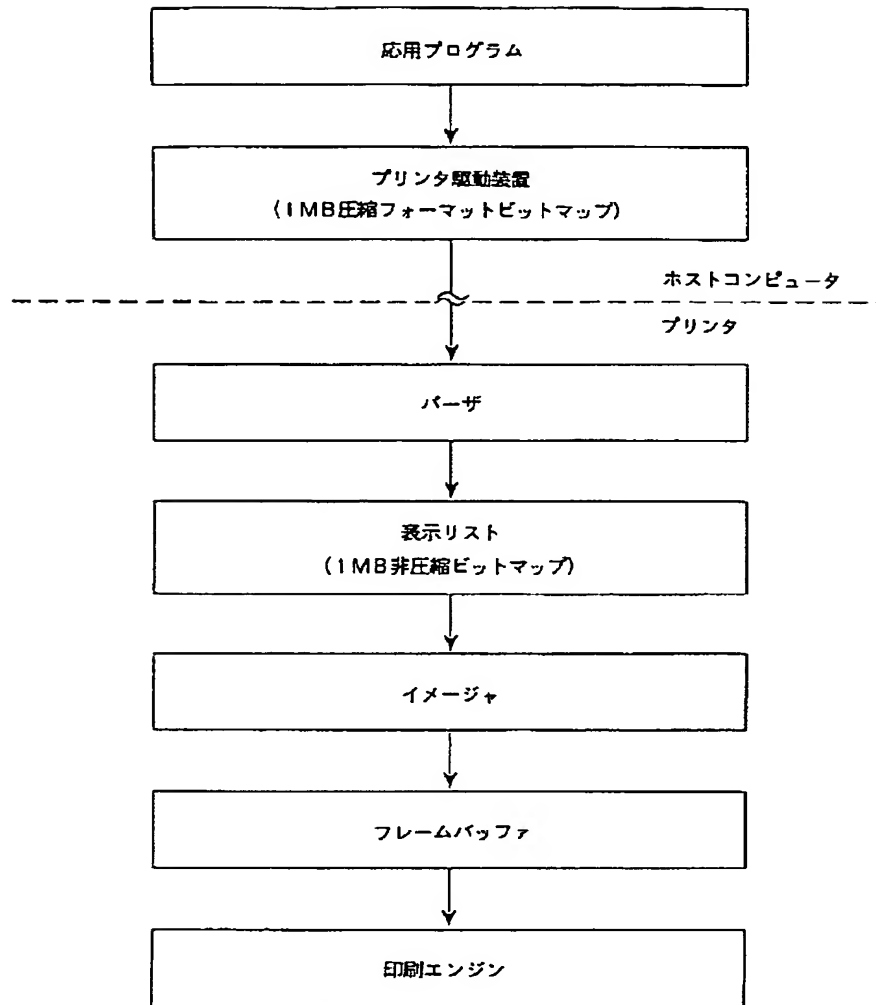 応用プログラム
プリンタ駆動装置
(1MB圧縮フォーマットビットマップ)
ホストコンピュータ
プリンタ
パーザ
表示リスト
(1MB非圧縮ビットマップ)
イメージャ
フレームバッファ
印刷エンジン